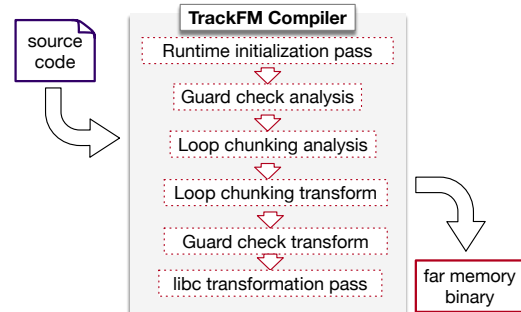 TrackFM Compiler
source
code
Runtime initialization pass
Guard check analysis
Loop chunking analysis
Loop chunking transform
Guard check transform
libc transformation pass
far memory
binary